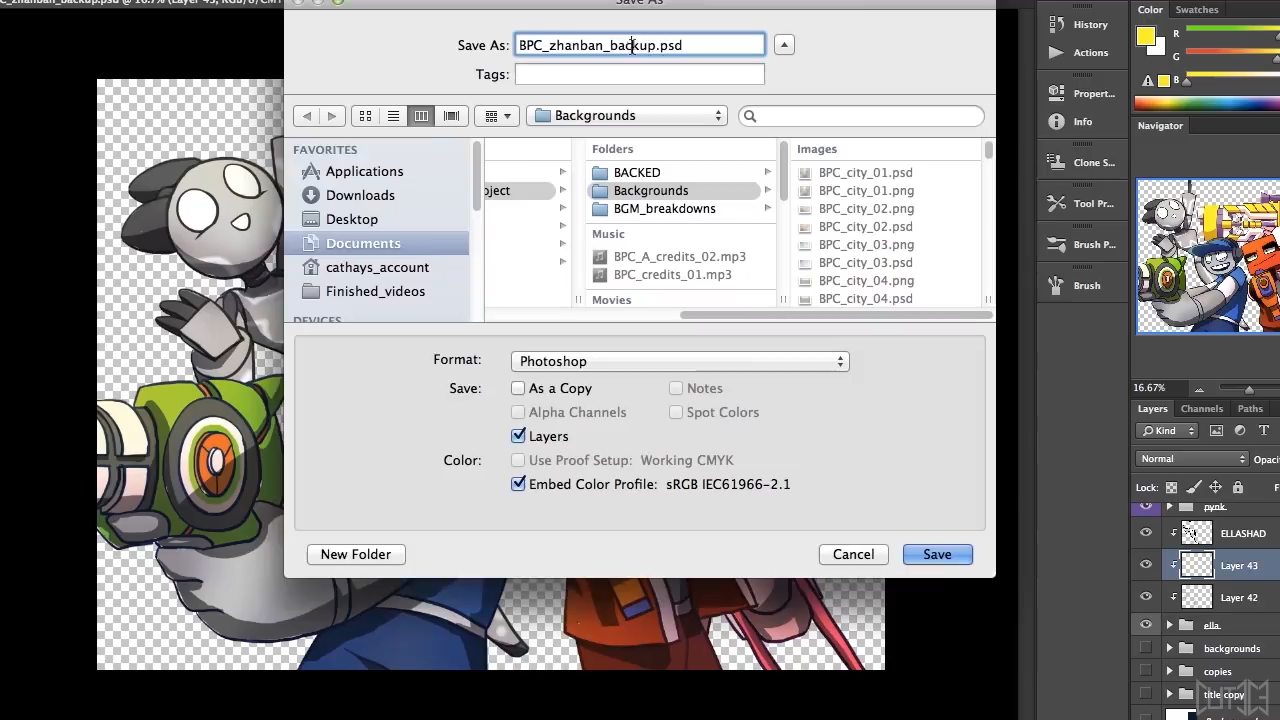 Save As
Save As: BPC_zhanban_backup.psd
Tags:
Backgrounds
FAVORITES
Applications
Downloads
Desktop
Documents
cathays_account
Finished_videos
DEVICES
oject
Folders
BACKED
Backgrounds
BGM_breakdowns
Music
BPC_A_credits_02.mp3
BPC_credits_01.mp3
Movies
Images
BPC_city_01.psd
BPC_city_01.png
BPC_city_02.png
BPC_city_02.psd
BPC_city_03.png
BPC_city_03.psd
BPC_city_04.png
BPC_city_04.psd
Format: Photoshop
Save: As a Copy Notes
Alpha Channels Spot Colors
Layers
Color: Use Proof Setup: Working CMYK
Embed Color Profile: sRGB IEC61966-2.1
New Folder Cancel Save
History
Actions
Propert...
Info
Clone S...
Tool Pr...
Brush P...
Brush
Color Swatches
R
G
B
Navigator
16.67%
Layers Channels Paths
Kind
Normal Opaci
Lock:
pynk
ELLASHAD
Layer 43
Layer 42
ella
backgrounds
copies
title copy